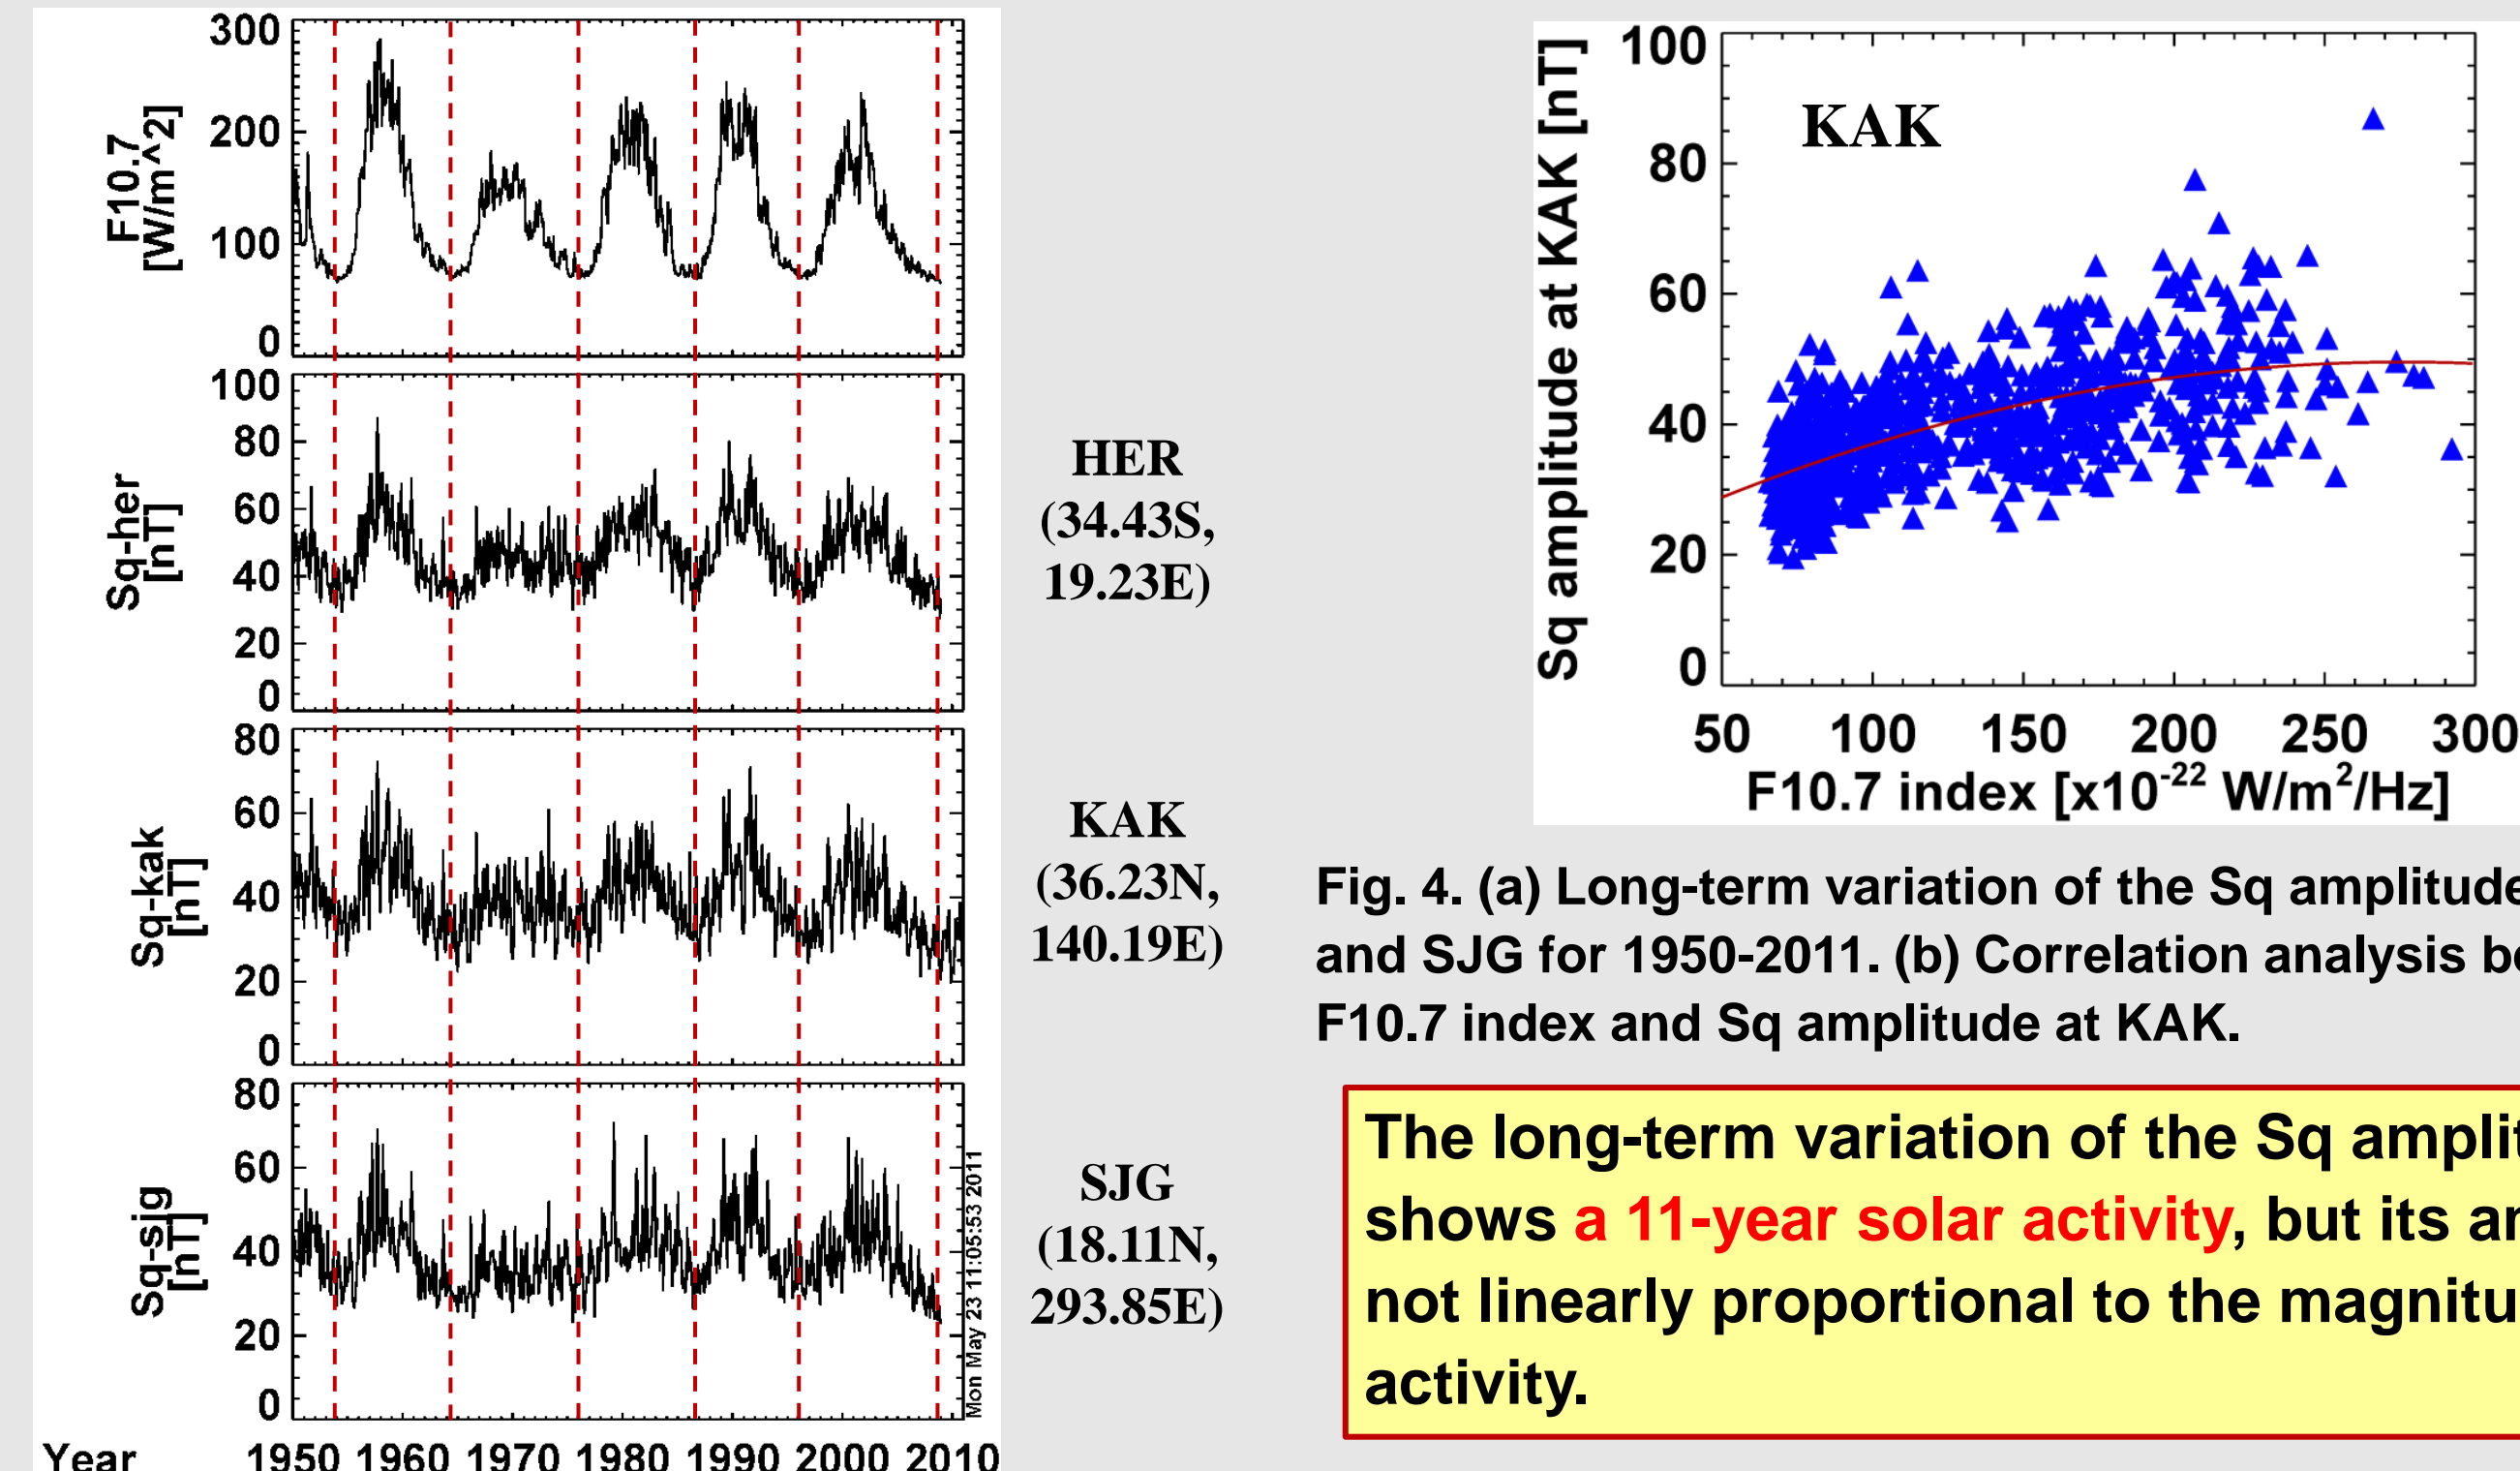 300
200
100
0
F10.7
[W/m^2]
100
80
60
40
20
0
Sq-her
[nT]
HER
(34.43S,
19.23E)
80
60
40
20
0
Sq-kak
[nT]
KAK
(36.23N,
140.19E)
80
60
40
20
0
Sq-sjg
[nT]
SJG
(18.11N,
293.85E)
Mon May 23 11:05:53 2011
Year 1950 1960 1970 1980 1990 2000 2010
100
80
60
40
20
0
Sq amplitude at KAK [nT]
KAK
50 100 150 200 250 300
F10.7 index [x10⁻²² W/m²/Hz]
Fig. 4. (a) Long-term variation of the Sq amplitude
and SJG for 1950-2011. (b) Correlation analysis
F10.7 index and Sq amplitude at KAK.
The long-term variation of the Sq
shows a 11-year solar activity, but its
not linearly proportional to the
activity.